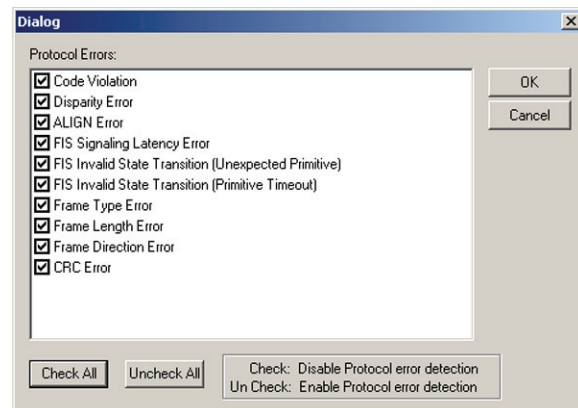 Dialog
Protocol Errors:
Code Violation
Disparity Error
ALIGN Error
FIS Signaling Latency Error
FIS Invalid State Transition (Unexpected Primitive)
FIS Invalid State Transition (Primitive Timeout)
Frame Type Error
Frame Length Error
Frame Direction Error
CRC Error
OK
Cancel
Check All
Uncheck All
Check: Disable Protocol error detection
Un Check: Enable Protocol error detection